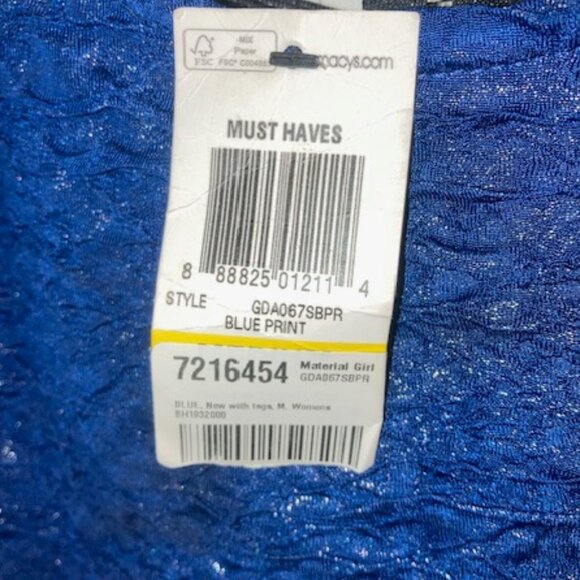 MIX
Paper
FSC
macys.com
MUST HAVES
8 88825 01211 4
STYLE GDA067SBPR
BLUE PRINT
7216454 Material Girl
GDA067SBPR
BLUE, New with tags, M, Womens
BH1932000